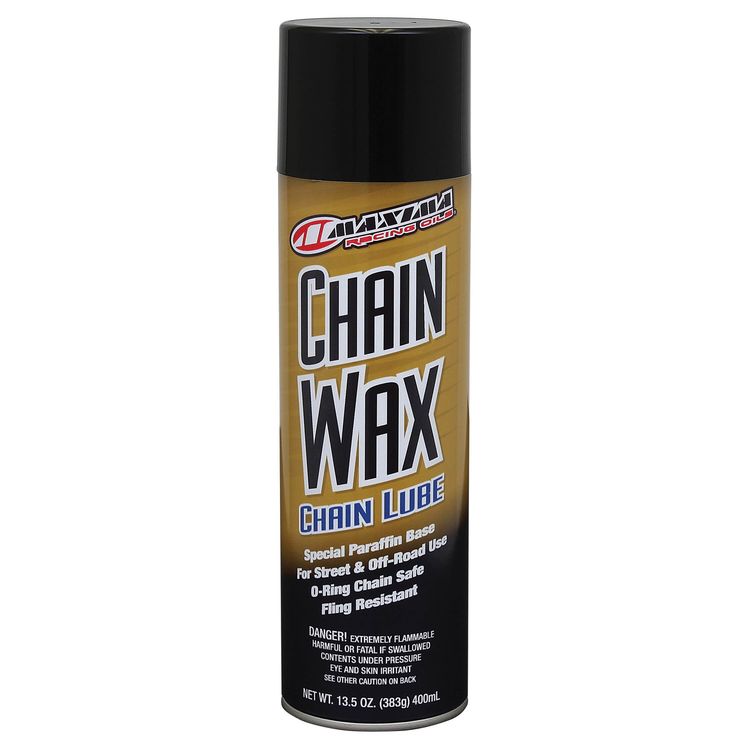 MAXIMA
RACING OILS®
CHAIN
WAX
CHAIN LUBE
Special Paraffin Base
For Street & Off-Road Use
O-Ring Chain Safe
Fling Resistant
DANGER! EXTREMELY FLAMMABLE
HARMFUL OR FATAL IF SWALLOWED
CONTENTS UNDER PRESSURE
EYE AND SKIN IRRITANT
SEE OTHER CAUTION ON BACK
NET WT. 13.5 OZ. (383g) 400mL